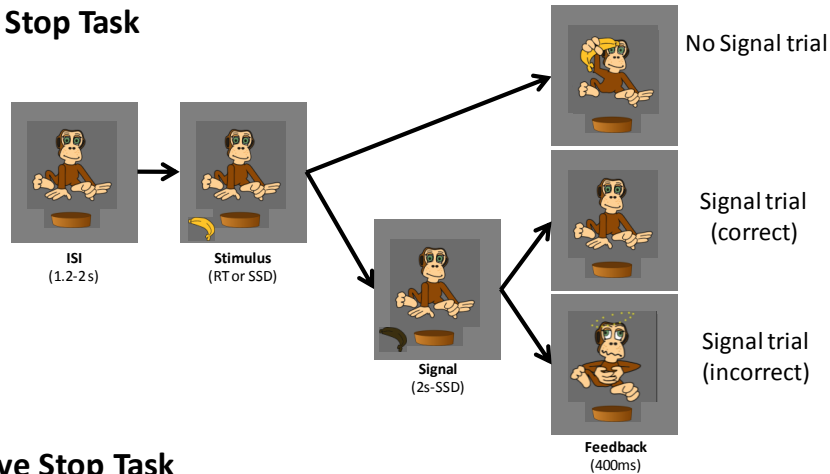 Stop Task
No Signal trial
ISI
(1.2-2s)
Stimulus
(RT or SSD)
Signal trial
(correct)
Signal
(2s-SSD)
Signal trial
(incorrect)
Feedback
(400ms)
ve Stop Task